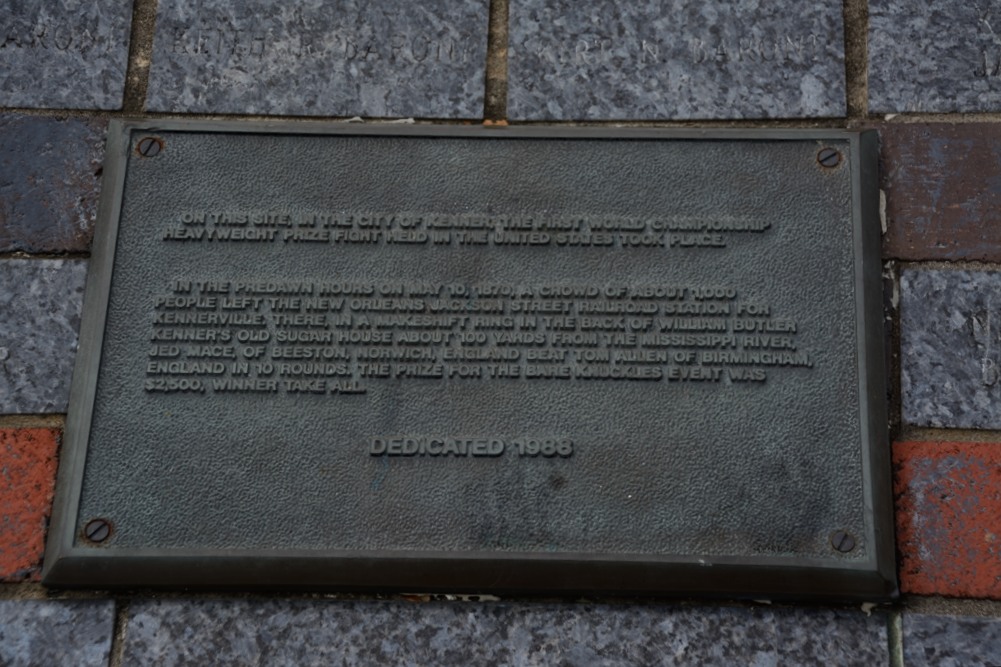 KEITH R. BARONI
KURT N. BARONI
ON THIS SITE, IN THE CITY OF KENNER, THE FIRST WORLD CHAMPIONSHIP
HEAVYWEIGHT PRIZE FIGHT HELD IN THE UNITED STATES TOOK PLACE.
IN THE PREDAWN HOURS ON MAY 10, 1870, A CROWD OF ABOUT 1,000
PEOPLE LEFT THE NEW ORLEANS JACKSON STREET RAILROAD STATION FOR
KENNERVILLE. THERE, IN A MAKESHIFT RING IN THE BACK OF WILLIAM BUTLER
KENNER'S OLD SUGAR HOUSE ABOUT 100 YARDS FROM THE MISSISSIPPI RIVER,
JED MACE, OF BEESTON, NORWICH, ENGLAND BEAT TOM ALLEN OF BIRMINGHAM,
ENGLAND IN 10 ROUNDS. THE PRIZE FOR THE BARE KNUCKLES EVENT WAS
$2,500, WINNER TAKE ALL.
DEDICATED 1988